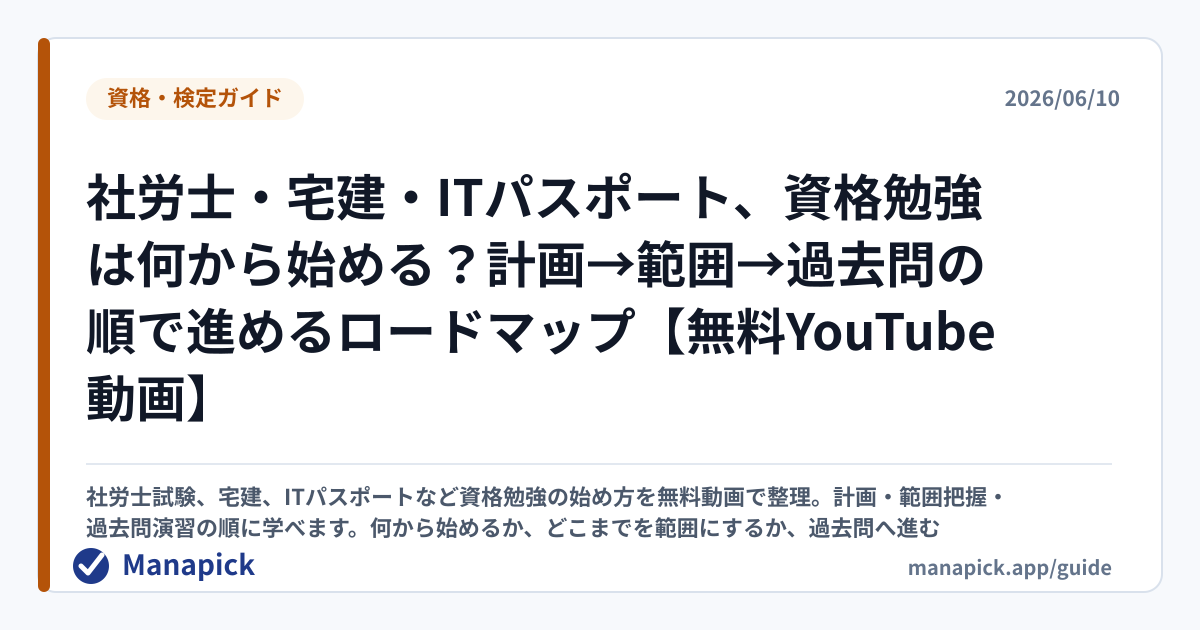 資格・検定ガイド
2026/06/10
社労士・宅建・ITパスポート、資格勉強
は何から始める？計画→範囲→過去問の
順で進めるロードマップ【無料YouTube
動画】
社労士試験、宅建、ITパスポートなど資格勉強の始め方を無料動画で整理。計画・範囲把握・
過去問演習の順に学べます。何から始めるか、どこまでを範囲にするか、過去問へ進む
Manapick
manapick.app/guide